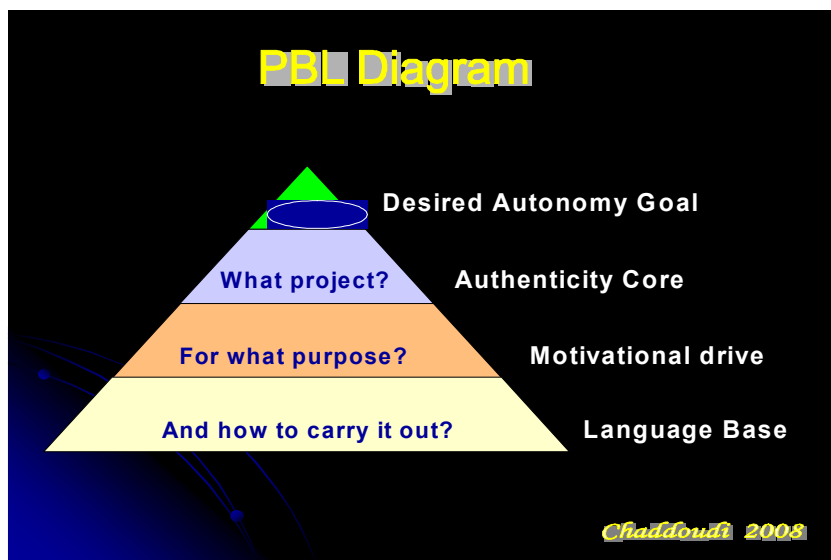 PBL Diagram
Desired Autonomy Goal
What project?
Authenticity Core
For what purpose?
Motivational drive
And how to carry it out?
Language Base
Chaddoudi 2008